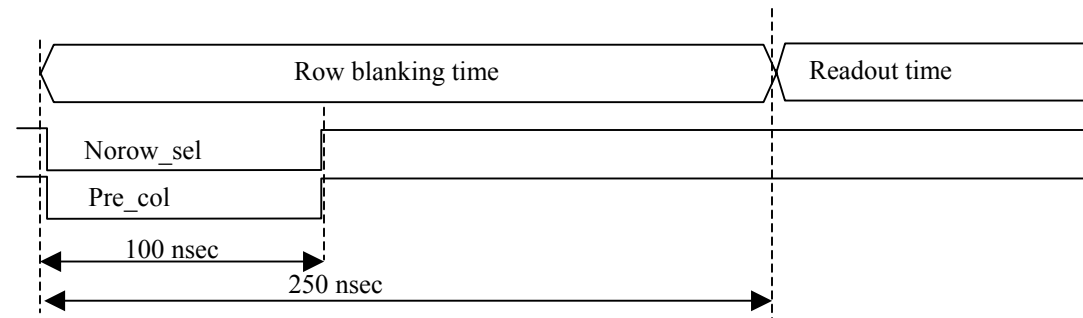 Row blanking time
Readout time
Norow_sel
Pre_col
100 nsec
250 nsec